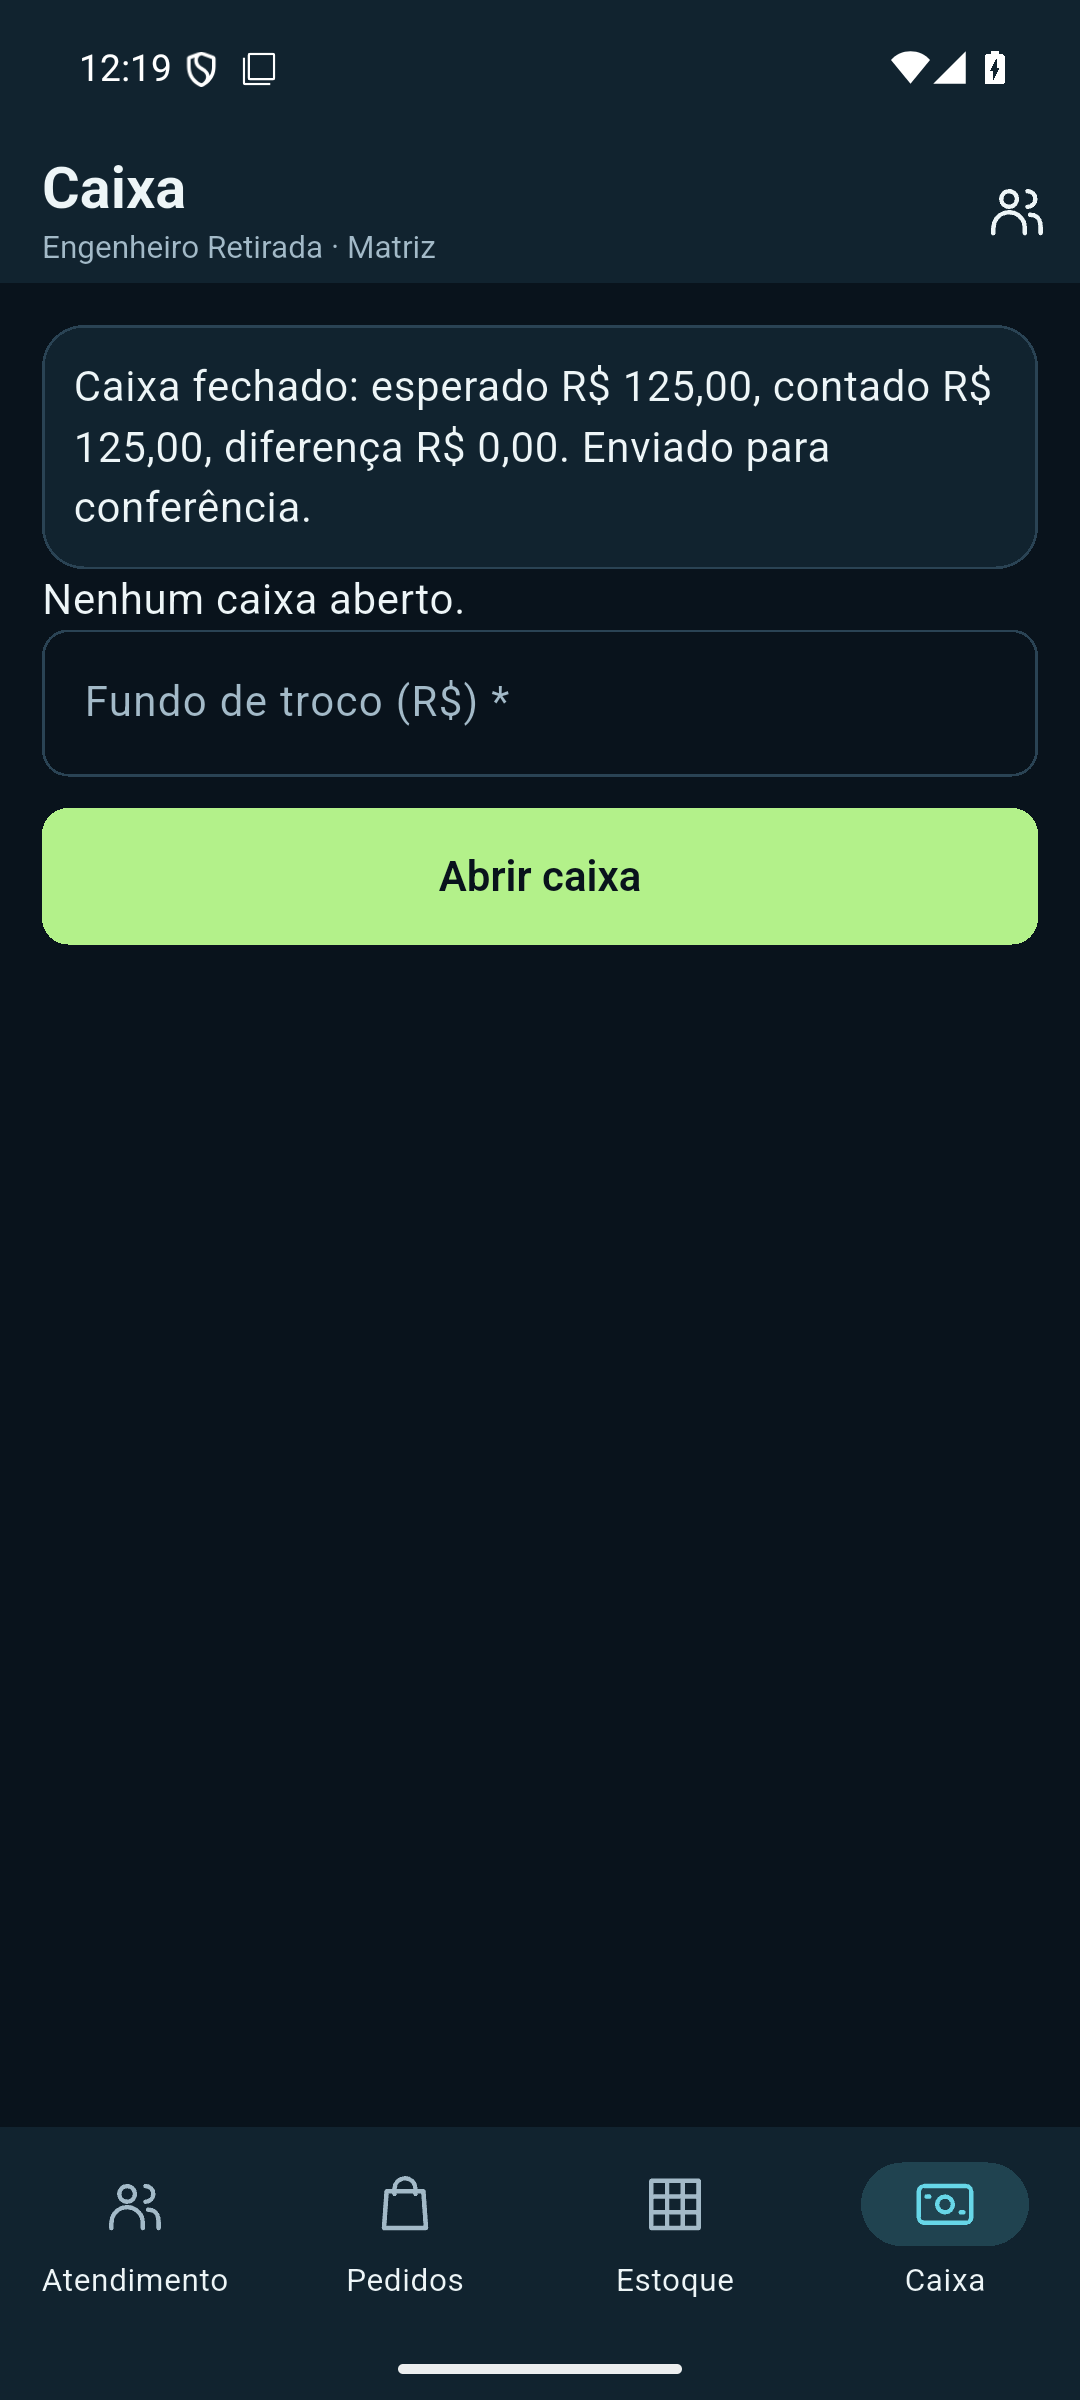 12:19
Caixa
Engenheiro Retirada · Matriz
Caixa fechado: esperado R$ 125,00, contado R$
125,00, diferença R$ 0,00. Enviado para
conferência.
Nenhum caixa aberto.
Fundo de troco (R$) *
Abrir caixa
Atendimento
Pedidos
Estoque
Caixa